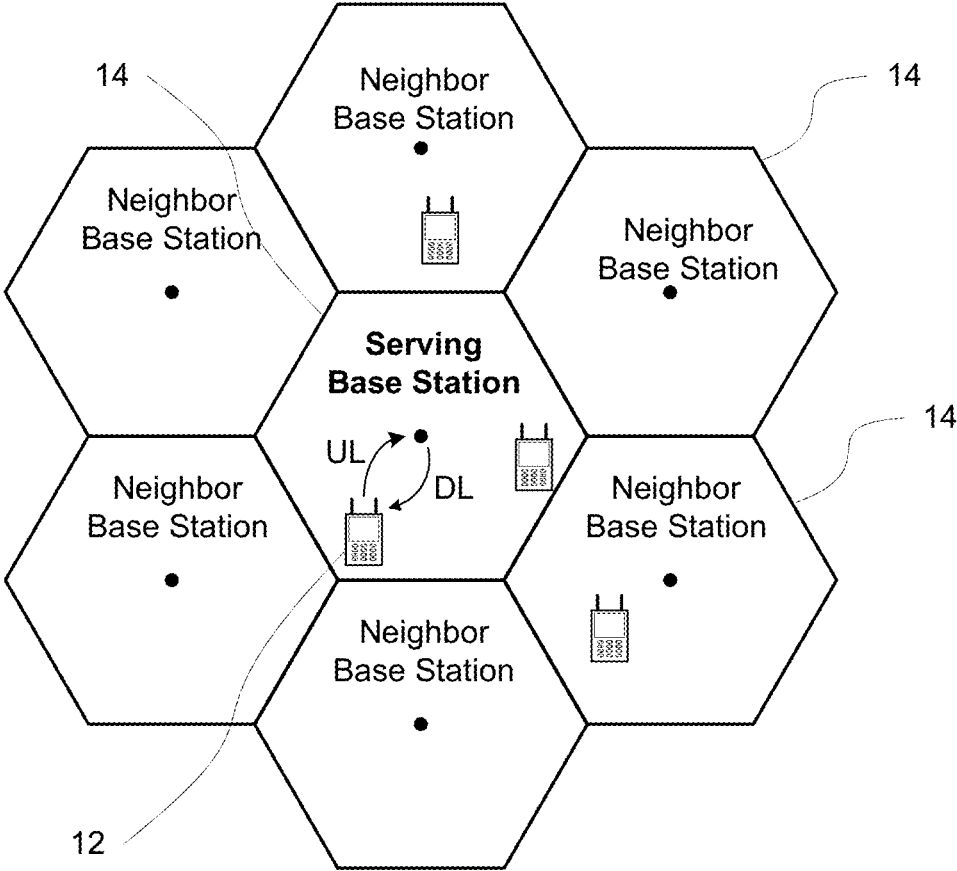 14
14
Neighbor
Base Station
Neighbor
Base Station
Neighbor
Base Station
Serving
Base Station
14
UL
DL
Neighbor
Base Station
Neighbor
Base Station
Neighbor
Base Station
12